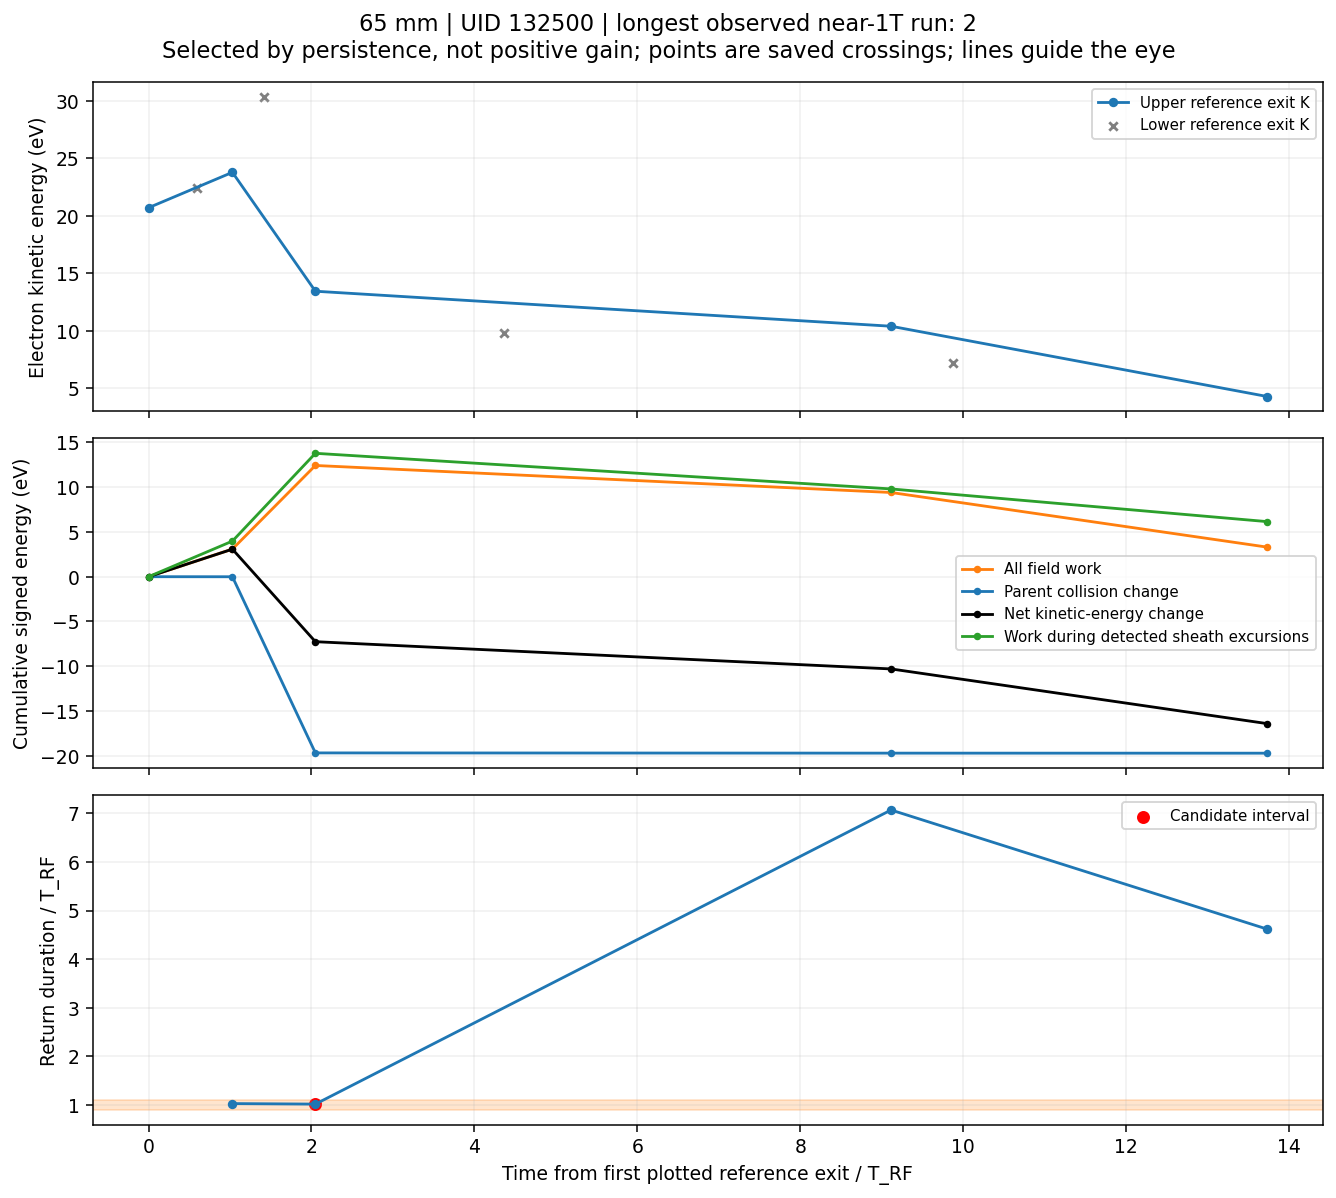 65 mm | UID 132500 | longest observed near-1T run: 2
Selected by persistence, not positive gain; points are saved crossings; lines guide the eye
Electron kinetic energy (eV)
30
25
20
15
10
5
Upper reference exit K
Lower reference exit K
Cumulative signed energy (eV)
15
10
5
0
−5
−10
−15
−20
All field work
Parent collision change
Net kinetic-energy change
Work during detected sheath excursions
Return duration / T_RF
7
6
5
4
3
2
1
Candidate interval
0 2 4 6 8 10 12 14
Time from first plotted reference exit / T_RF